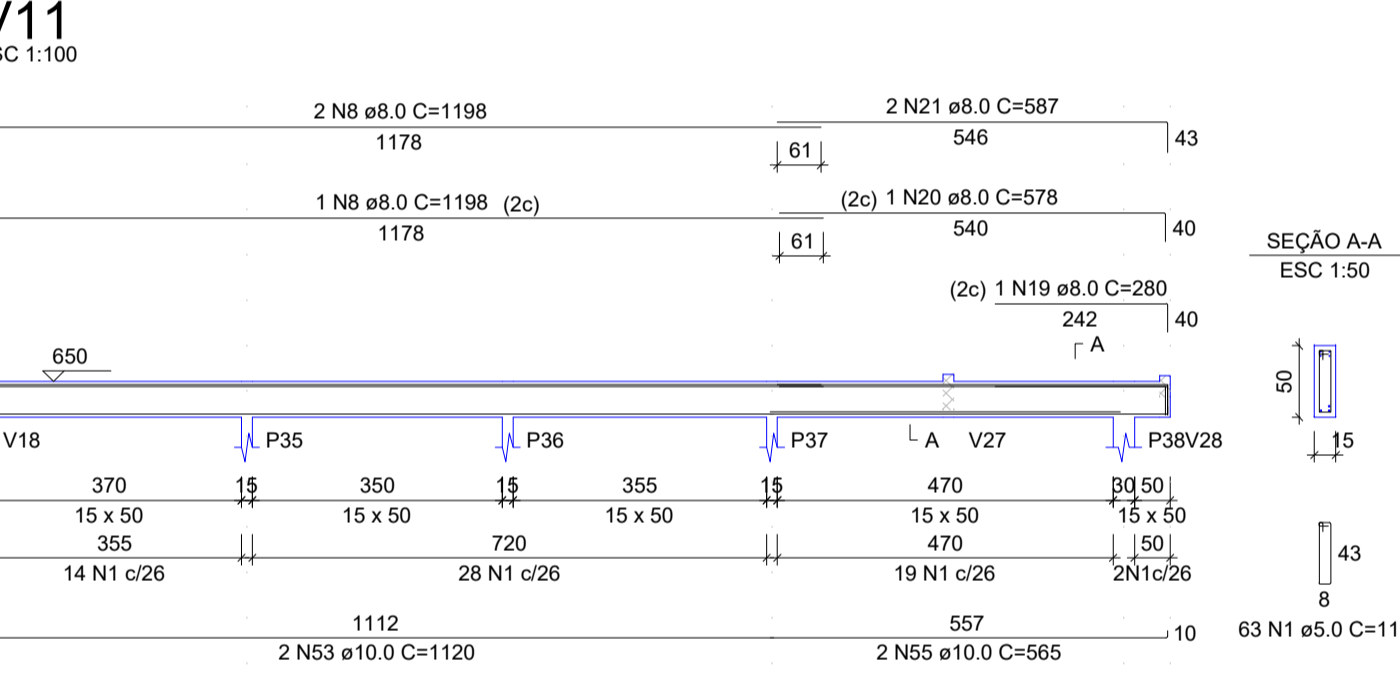 V11
SC 1:100
2 N8 ø8.0 C=1198
1178
2 N21 ø8.0 C=587
546
43
61
1 N8 ø8.0 C=1198 (2c)
1178
(2c) 1 N20 ø8.0 C=578
540
40
61
SEÇÃO A-A
ESC 1:50
(2c) 1 N19 ø8.0 C=280
242
40
A
650
50
15
V18
P35
P36
P37
A
V27
P38V28
370
15
350
15
355
15
470
30
50
15 x 50
15 x 50
15 x 50
15 x 50
15 x 50
355
720
470
50
14 N1 c/26
28 N1 c/26
19 N1 c/26
2N1c/26
43
8
63 N1 ø5.0 C=11
1112
557
10
2 N53 ø10.0 C=1120
2 N55 ø10.0 C=565